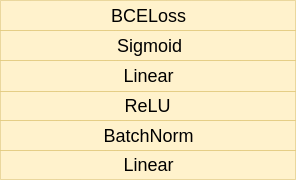 BCELoss
Sigmoid
Linear
ReLU
BatchNorm
Linear